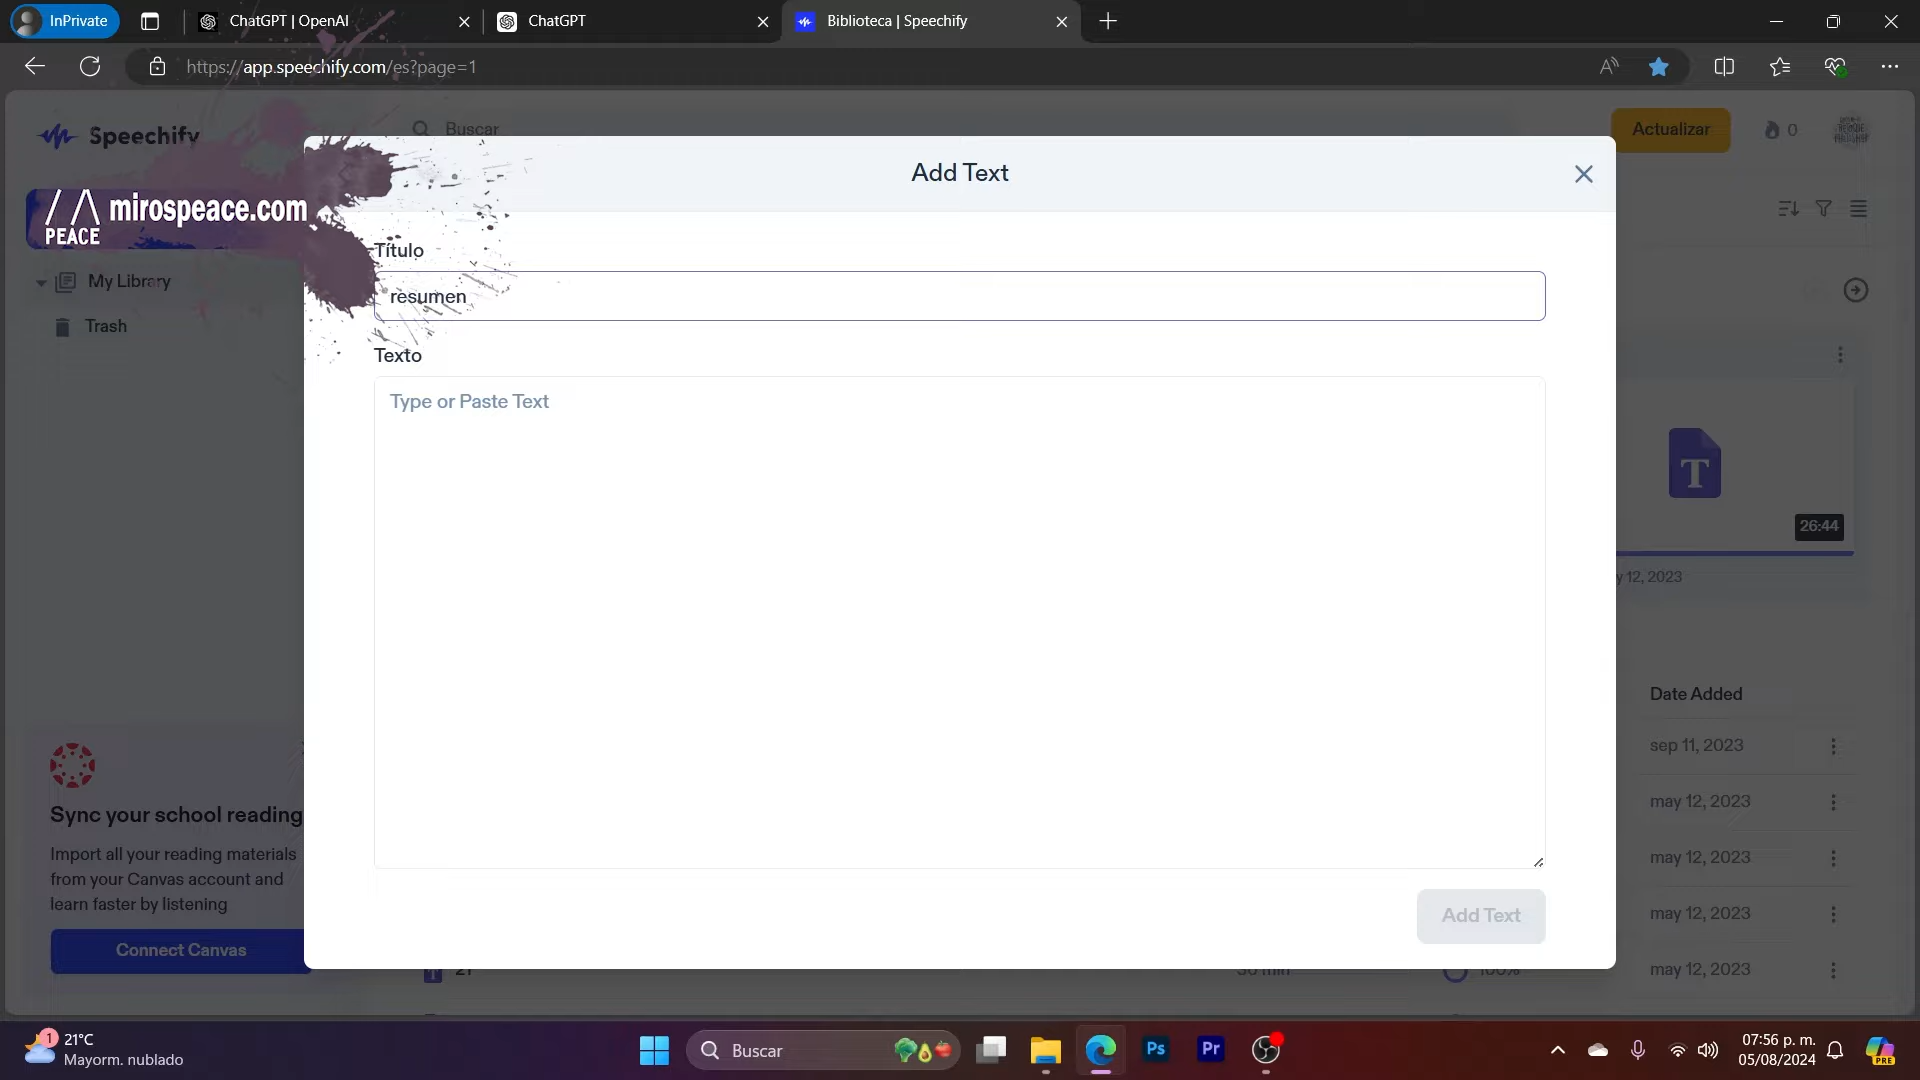 InPrivate
ChatGPT | OpenAI
ChatGPT
Biblioteca | Speechify
https://app.speechify.com/es?page=1
Speechify
Buscar
Actualizar
0
Add Text
mirospeace.com
PEACE
Título
resumen
My Library
Trash
Texto
Type or Paste Text
T
26:44
y 12, 2023
Date Added
sep 11, 2023
may 12, 2023
may 12, 2023
may 12, 2023
may 12, 2023
Sync your school reading
Import all your reading materials
from your Canvas account and
learn faster by listening
Connect Canvas
Add Text
21°C
Mayorm. nublado
1
Buscar
Ps
Pr
07:56 p. m.
05/08/2024
PRE